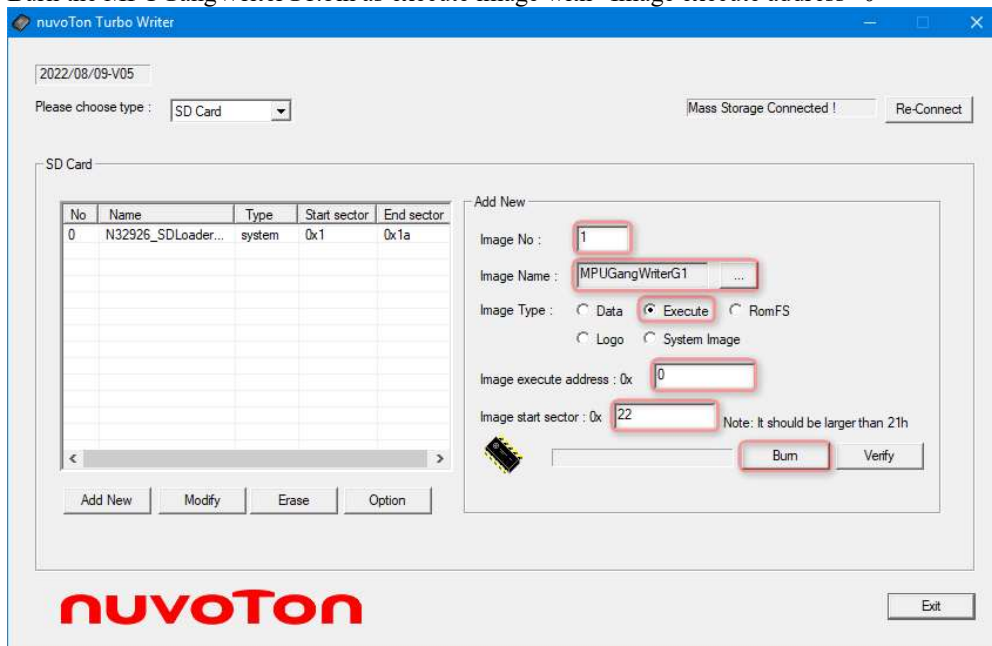 nuvoTon Turbo Writer
2022/08/09-V05
Please choose type : SD Card
Mass Storage Connected ! Re-Connect
SD Card
No Name Type Start sector End sector
0 N32926_SDLoader... system 0x1 0x1a
Add New
Image No : 1
Image Name : MPUGangWriterG1 ...
Image Type : Data Execute RomFS
Logo System Image
Image execute address : 0x 0
Image start sector : 0x 22 Note: It should be larger than 21h
Burn Verify
Add New Modify Erase Option
nuvoTon
Exit